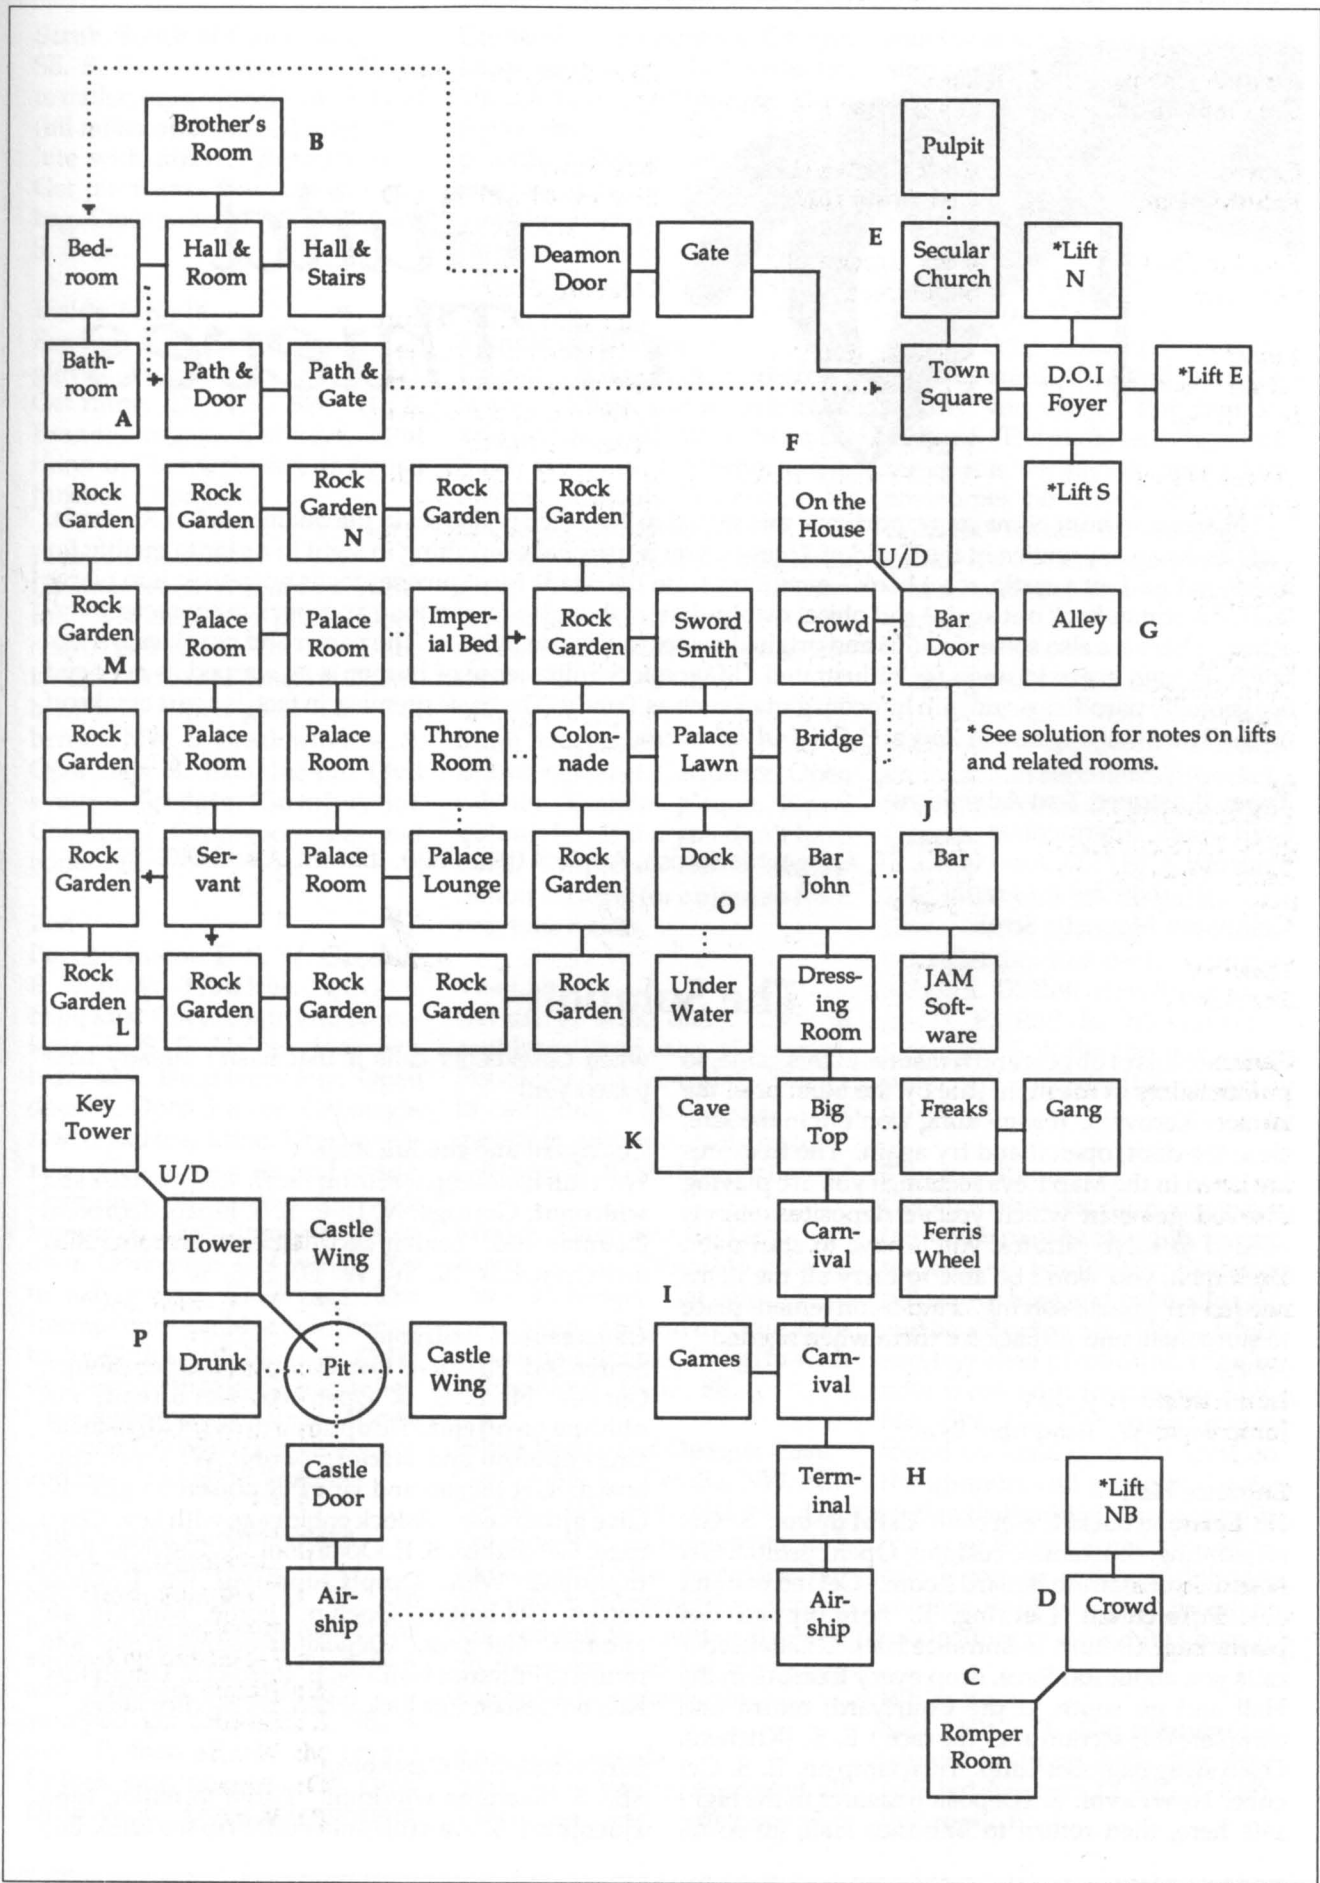 Brother's
Room
B
Pulpit
Bed-
room
Hall &
Room
Hall &
Stairs
Deamon
Door
Gate
E
Secular
Church
*Lift
N
Bath-
room
A
Path &
Door
Path &
Gate
Town
Square
D.O.I
Foyer
*Lift E
F
Rock
Garden
Rock
Garden
Rock
Garden
N
Rock
Garden
Rock
Garden
On the
House
*Lift S
U/D
Rock
Garden
M
Palace
Room
Palace
Room
Imper-
ial Bed
Rock
Garden
Sword
Smith
Crowd
Bar
Door
Alley
G
Rock
Garden
Palace
Room
Palace
Room
Throne
Room
Colon-
nade
Palace
Lawn
Bridge
* See solution for notes on lifts
and related rooms.
J
Rock
Garden
Ser-
vant
Palace
Room
Palace
Lounge
Rock
Garden
Dock
O
Bar
John
Bar
Rock
Garden
L
Rock
Garden
Rock
Garden
Rock
Garden
Rock
Garden
Under
Water
Dress-
ing
Room
JAM
Soft-
ware
Key
Tower
K
Cave
Big
Top
Freaks
Gang
U/D
Tower
Castle
Wing
Carn-
ival
Ferris
Wheel
I
P
Drunk
Pit
Castle
Wing
Games
Carn-
ival
Castle
Door
Term-
inal
H
*Lift
NB
Air-
ship
Air-
ship
D
Crowd
C
Romper
Room